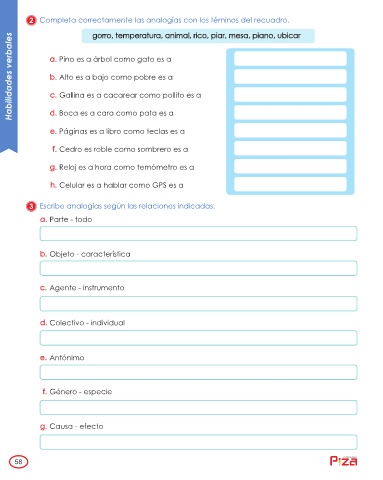 2 Completa correctamente las analogías con los téminos del recuadro.
gorro, temperatura, animal, rico, piar, mesa, piano, ubicar
Habilidades verbales
a. Pino es a árbol como gato es a
b. Alto es a bajo como pobre es a
c. Gallina es a cacarear como pollito es a
d. Boca es a cara como pata es a
e. Páginas es a libro como teclas es a
f. Cedro es roble como sombrero es a
g. Reloj es a hora como temómetro es a
h. Celular es a hablar como GPS es a
3 Escribe analogías según las relaciones indicadas.
a. Parte - todo
b. Objeto - característica
c. Agente - instrumento
d. Colectivo - individual
e. Antónimo
f. Género - especie
g. Causa - efecto
58
Piza